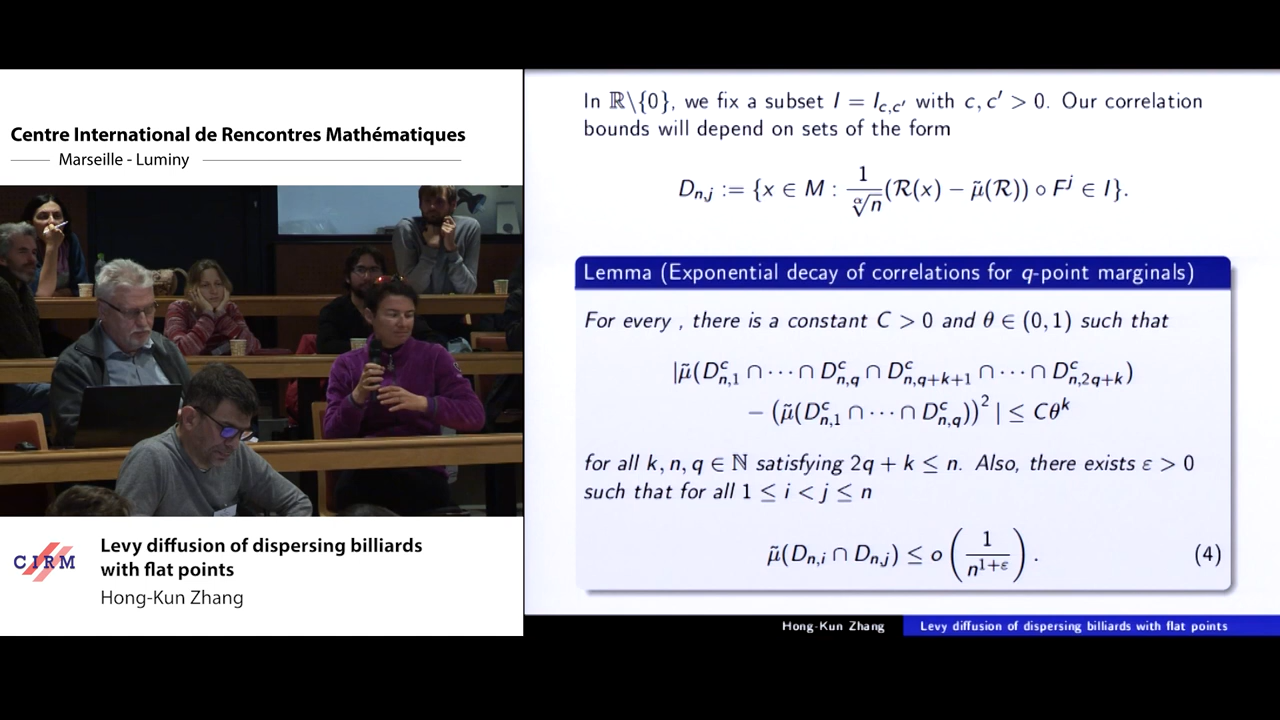 Centre International de Rencontres Mathématiques
Marseille - Luminy
CIRM
Levy diffusion of dispersing billiards
with flat points
Hong-Kun Zhang
In ℝ\{0}, we fix a subset I = I_{c,c′} with c, c′ > 0. Our correlation
bounds will depend on sets of the form
D_{n,j} := {x ∈ M : \frac{1}{\sqrt[α]{n}}(ℛ(x) − μ̃(ℛ)) ∘ F^j ∈ I}.
Lemma (Exponential decay of correlations for q-point marginals)
For every , there is a constant C > 0 and θ ∈ (0, 1) such that
|μ̃(D^c_{n,1} ∩ ⋯ ∩ D^c_{n,q} ∩ D^c_{n,q+k+1} ∩ ⋯ ∩ D^c_{n,2q+k})
− (μ̃(D^c_{n,1} ∩ ⋯ ∩ D^c_{n,q}))^2 | ≤ Cθ^k
for all k, n, q ∈ ℕ satisfying 2q + k ≤ n. Also, there exists ε > 0
such that for all 1 ≤ i < j ≤ n
μ̃(D_{n,i} ∩ D_{n,j}) ≤ o(\frac{1}{n^{1+ε}}). (4)
Hong-Kun Zhang Levy diffusion of dispersing billiards with flat points